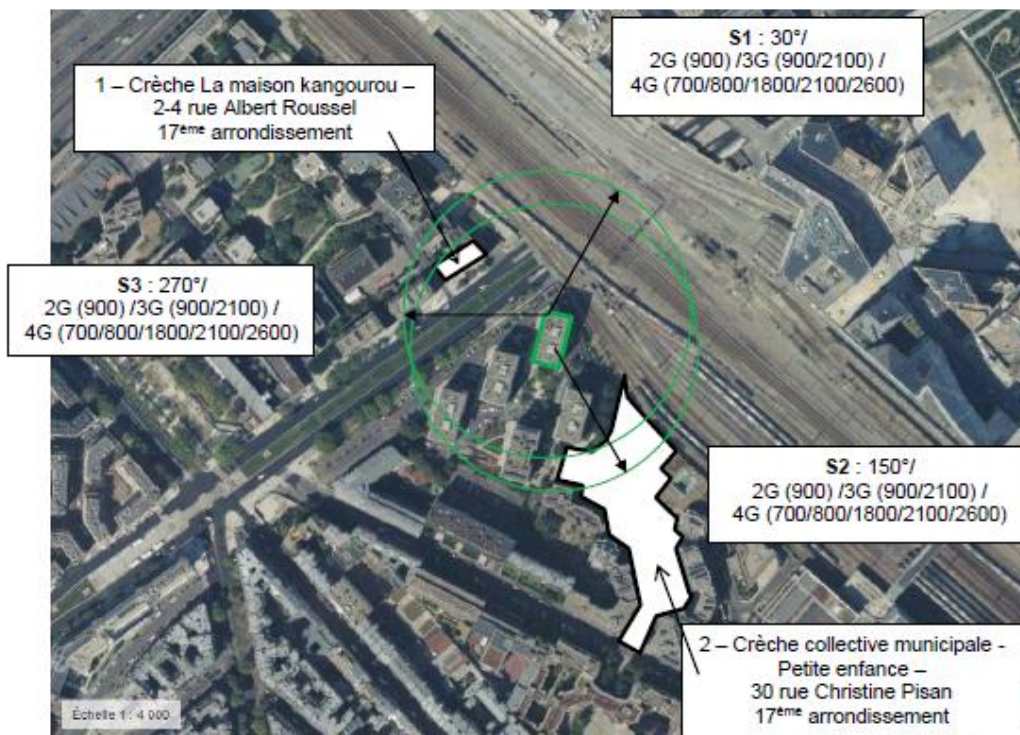 S1 : 30°/
2G (900) /3G (900/2100) /
4G (700/800/1800/2100/2600)
1 – Crèche La maison kangourou –
2-4 rue Albert Roussel
17ème arrondissement
S3 : 270°/
2G (900) /3G (900/2100) /
4G (700/800/1800/2100/2600)
S2 : 150°/
2G (900) /3G (900/2100) /
4G (700/800/1800/2100/2600)
2 – Crèche collective municipale -
Petite enfance –
30 rue Christine Pisan
17ème arrondissement
Échelle 1 : 4 000